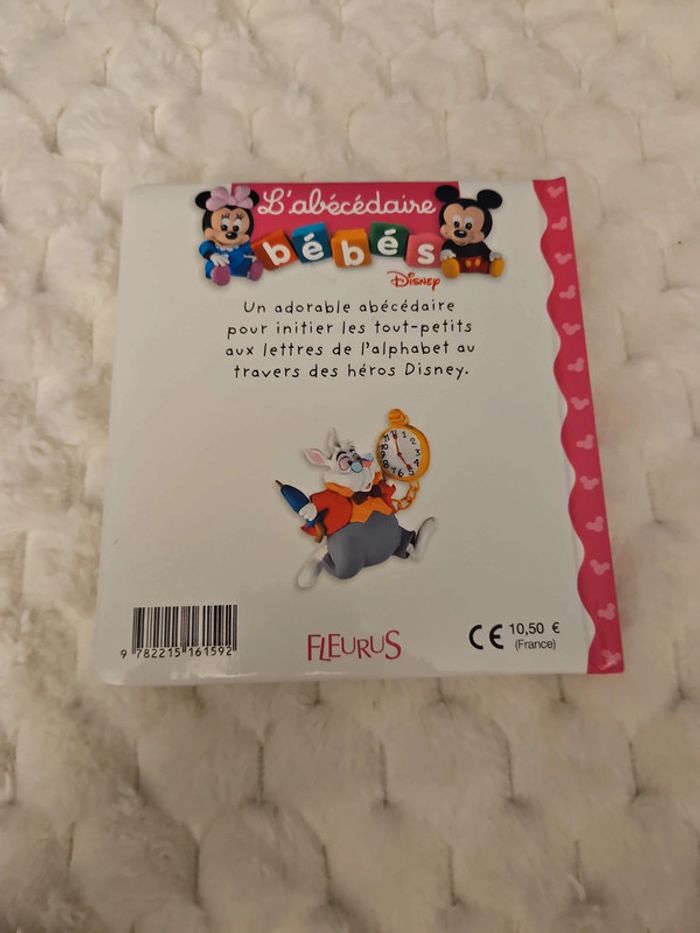 L'abécédaire
bébés
Disney
Un adorable abécédaire
pour initier les tout-petits
aux lettres de l'alphabet au
travers des héros Disney.
9 782215 161592
FLEURUS
CE 10,50 €
(France)